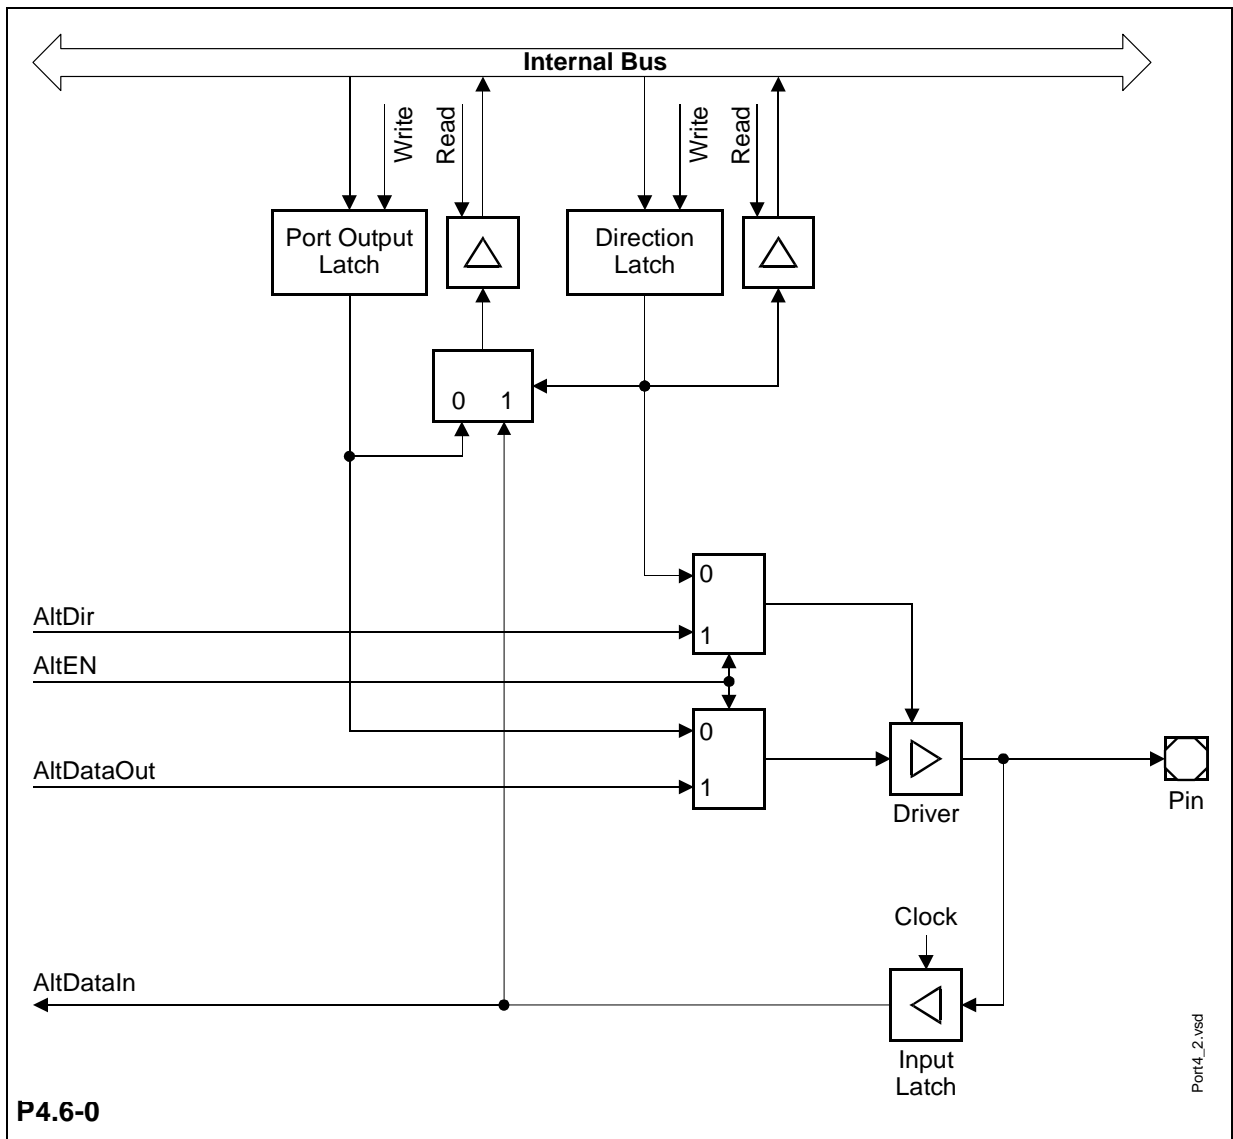 Internal Bus
Write
Read
Write
Read
Port Output
Latch
Direction
Latch
0 1
0
AltDir
1
AltEN
0
AltDataOut
1
Driver
Pin
Clock
AltDataIn
Input
Latch
Port4_2.vsd
P4.6-0